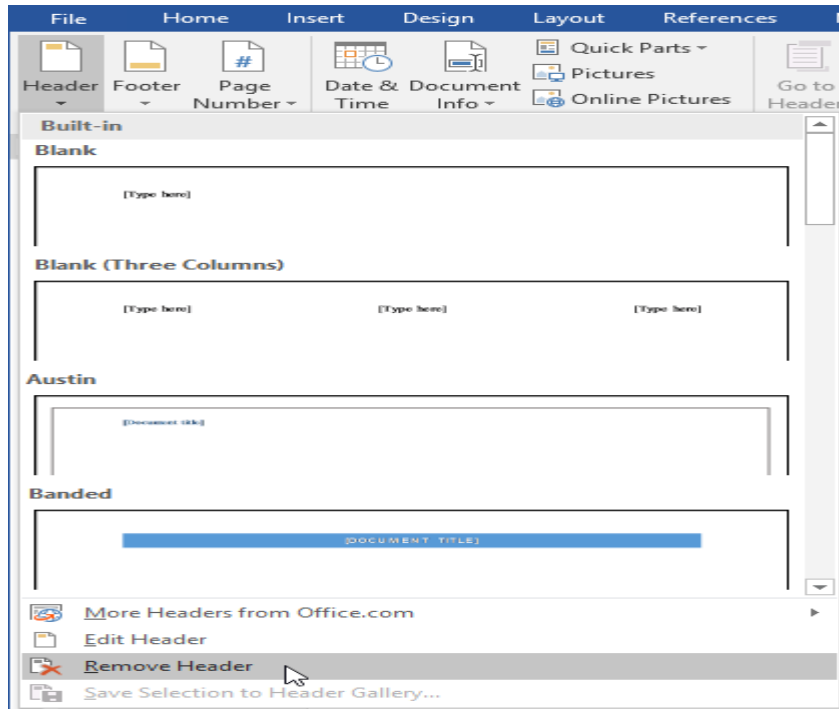 File Home Insert Design Layout References
Header Footer Page Number Date & Time Document Info Quick Parts Pictures Online Pictures Go to Header
Built-in
Blank
[Type here]
Blank (Three Columns)
[Type here] [Type here] [Type here]
Austin
[Document title]
Banded
[DOCUMENT TITLE]
More Headers from Office.com
Edit Header
Remove Header
Save Selection to Header Gallery...